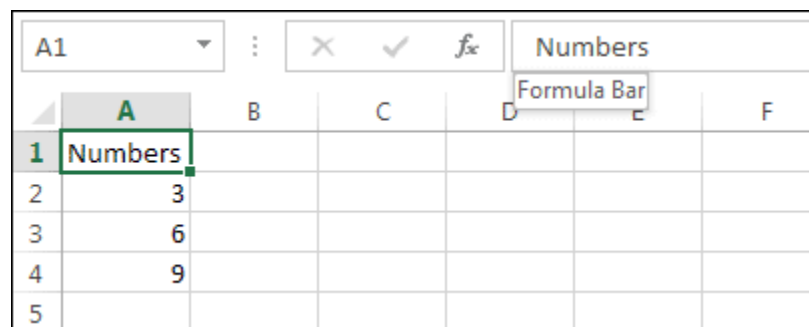 A1 fx Numbers
Formula Bar
A B C D E F
1 Numbers
2 3
3 6
4 9
5